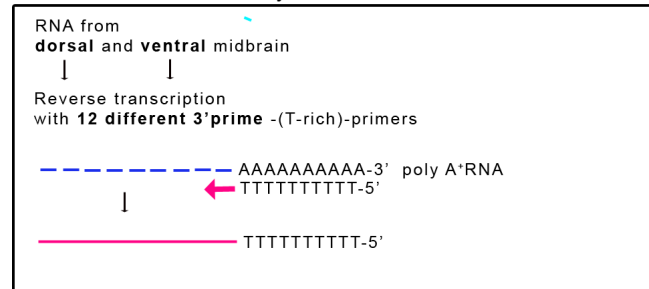 RNA from
dorsal and ventral midbrain
Reverse transcription
with 12 different 3'prime -(T-rich)-primers
AAAAAAAAAA-3' poly A⁺RNA
TTTTTTTTTT-5'
TTTTTTTTTT-5'